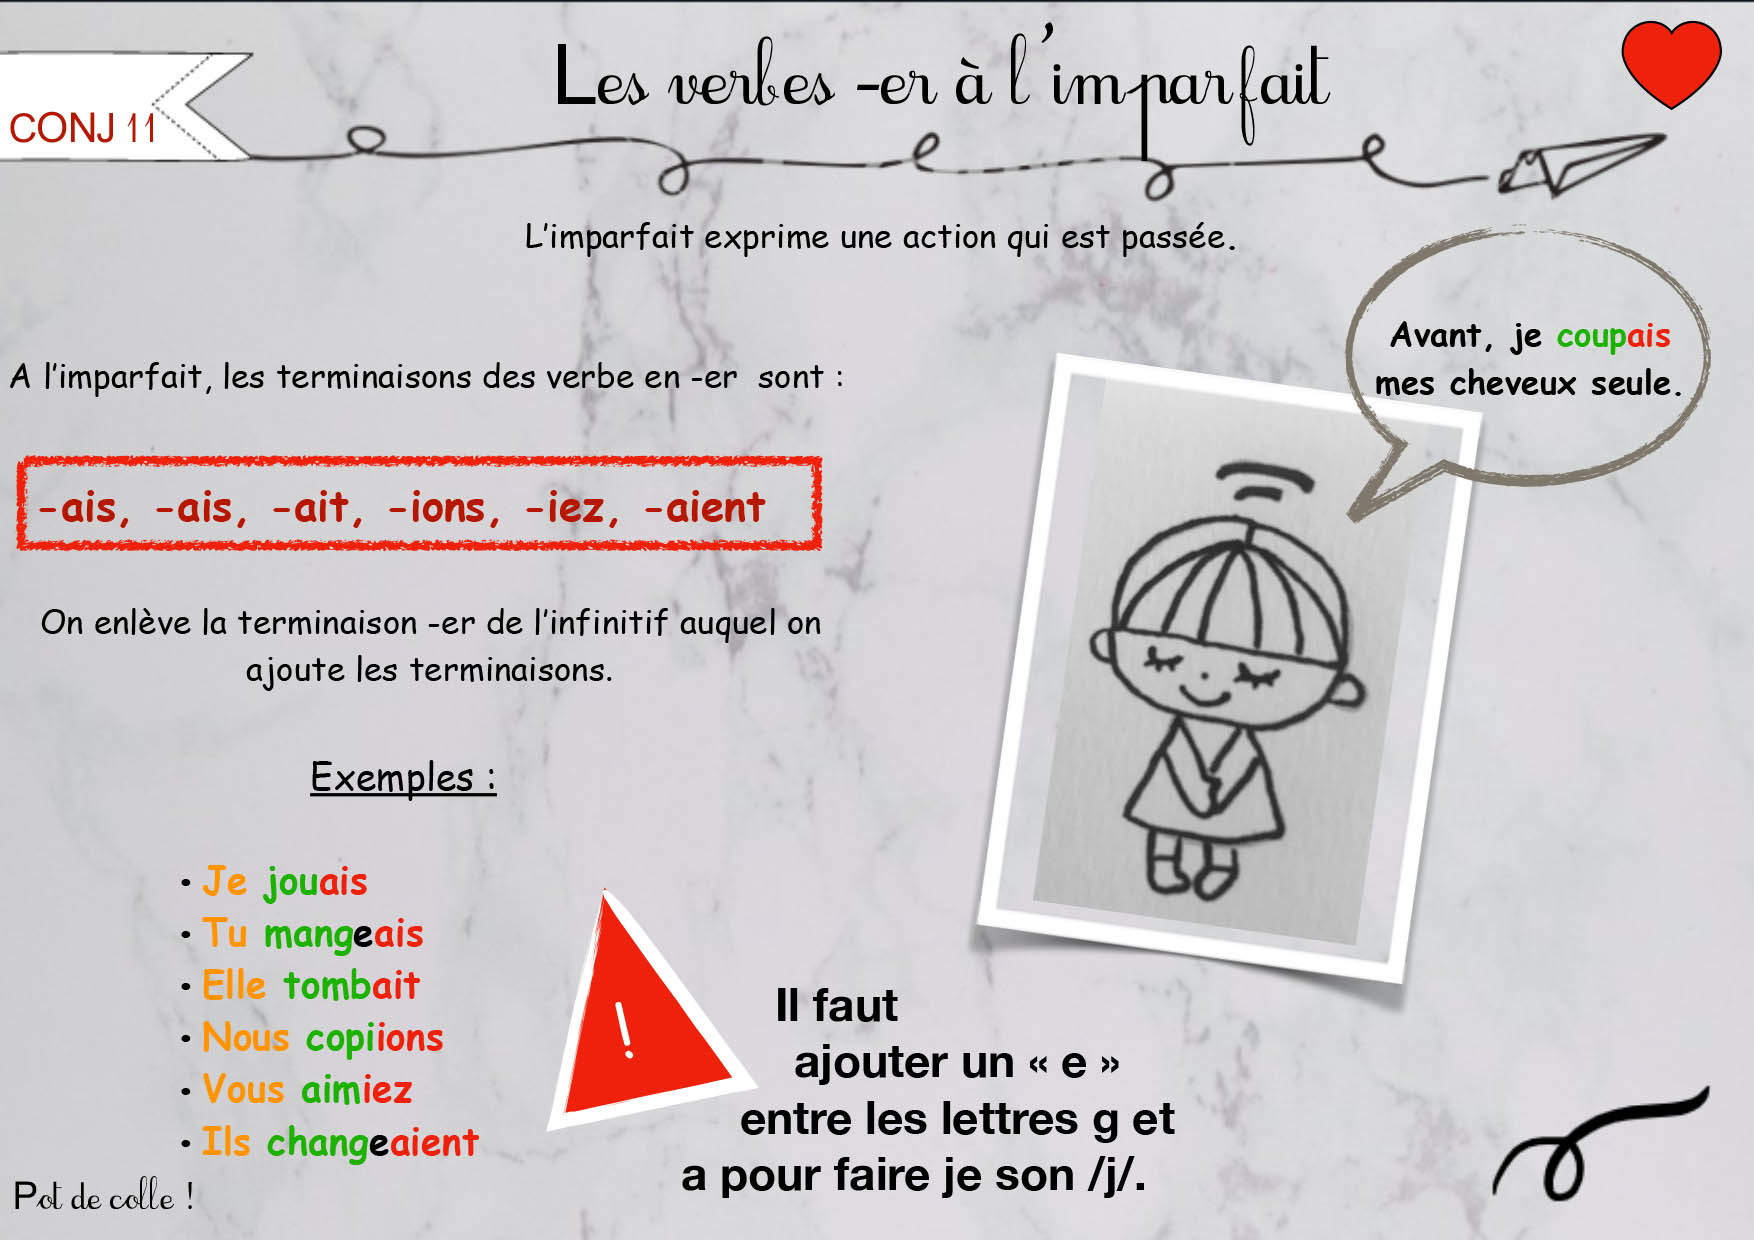 Les verbes -er à l'imparfait
CONJ 11
L'imparfait exprime une action qui est passée.
Avant, je coupais
mes cheveux seule.
A l'imparfait, les terminaisons des verbe en -er sont :
-ais, -ais, -ait, -ions, -iez, -aient
On enlève la terminaison -er de l'infinitif auquel on
ajoute les terminaisons.
Exemples :
• Je jouais
• Tu mangeais
• Elle tombait
• Nous copiions
• Vous aimiez
• Ils changeaient
!
Il faut
ajouter un « e »
entre les lettres g et
a pour faire je son /j/.
Pot de colle !